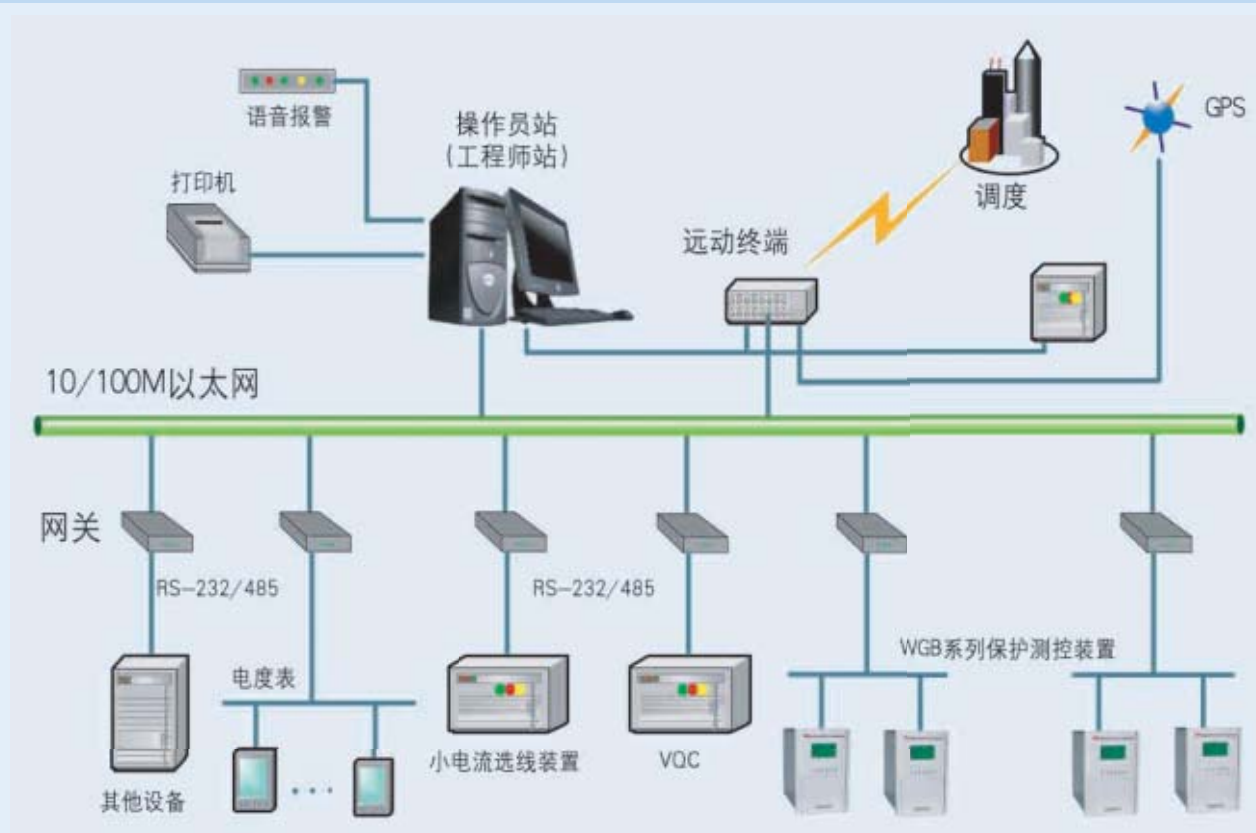 语音报警
操作员站
(工程师站)
GPS
打印机
调度
远动终端
10/100M以太网
网关
RS-232/485
RS-232/485
WGB系列保护测控装置
电度表
小电流选线装置
VQC
其他设备